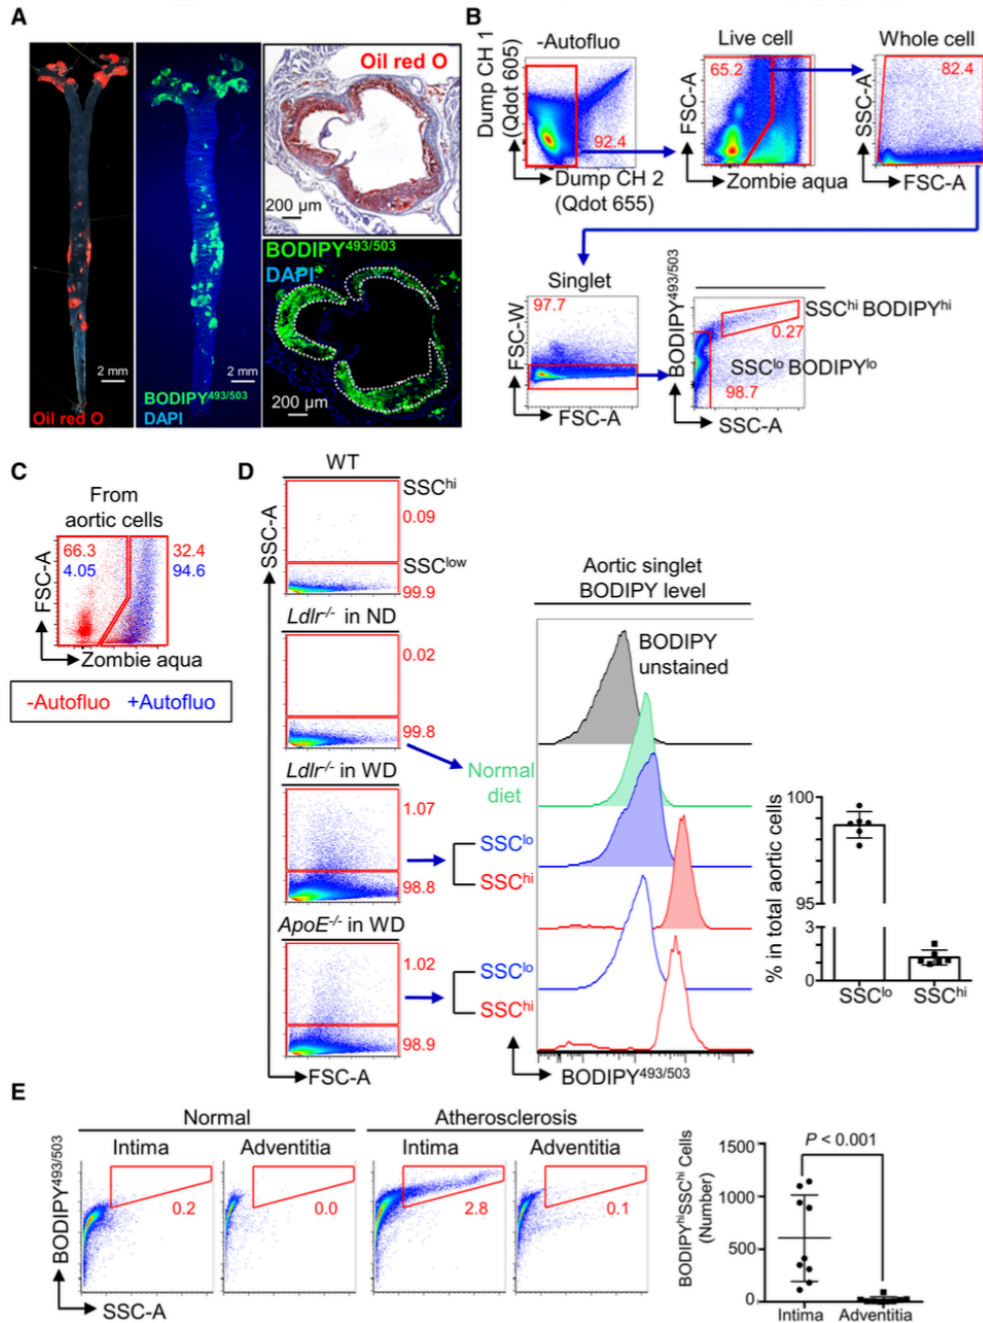 A
Oil red O
200 µm
BODIPY493/503
DAPI
200 µm
2 mm
Oil red O
2 mm
BODIPY493/503
DAPI
B
-Autofluo
Live cell
Whole cell
Dump CH 1
(Qdot 605)
92.4
Dump CH 2
(Qdot 655)
FSC-A
65.2
Zombie aqua
SSC-A
82.4
FSC-A
Singlet
FSC-W
97.7
FSC-A
BODIPY493/503
SSChi BODIPYhi
0.27
SSClo BODIPYlo
98.7
SSC-A
C
From
aortic cells
FSC-A
66.3
4.05
32.4
94.6
Zombie aqua
-Autofluo +Autofluo
D
WT
SSC-A
SSChi
0.09
SSClow
99.9
Ldlr-/- in ND
0.02
99.8
Ldlr-/- in WD
1.07
98.8
ApoE-/- in WD
1.02
98.9
FSC-A
Aortic singlet
BODIPY level
BODIPY
unstained
Normal
diet
SSClo
SSChi
SSClo
SSChi
BODIPY493/503
% in total aortic cells
100
95
3
0
SSClo SSChi
E
Normal
Atherosclerosis
Intima
Adventitia
Intima
Adventitia
BODIPY493/503
0.2
0.0
2.8
0.1
SSC-A
BODIPYhiSSChi Cells
(Number)
P < 0.001
1500
1000
500
0
Intima Adventitia